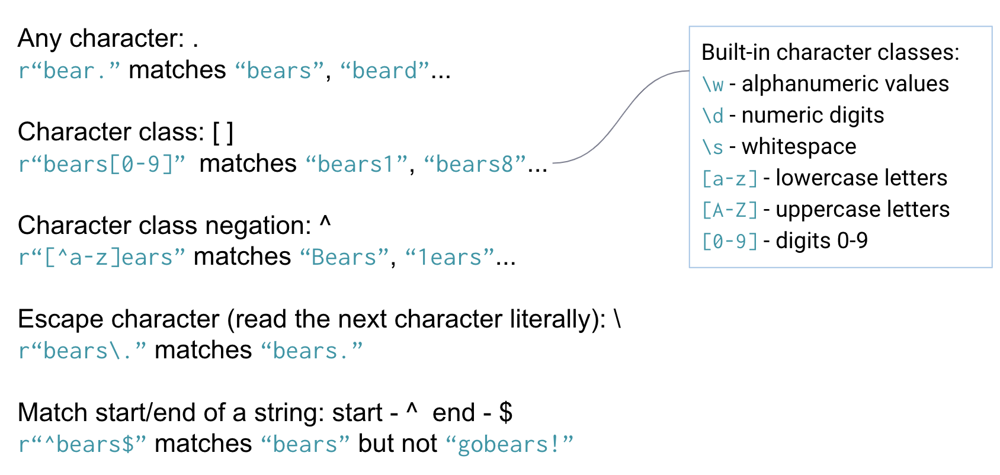 Any character: .
r“bear.” matches “bears”, “beard”...
Character class: [ ]
r“bears[0-9]”  matches “bears1”, “bears8”...
Character class negation: ^
r“[^a-z]ears” matches “Bears”, “1ears”...
Escape character (read the next character literally): \
r“bears\.” matches “bears.”
Match start/end of a string: start - ^  end - $
r“^bears$” matches “bears” but not “gobears!”
Built-in character classes:
\w - alphanumeric values
\d - numeric digits
\s - whitespace
[a-z] - lowercase letters
[A-Z] - uppercase letters
[0-9] - digits 0-9